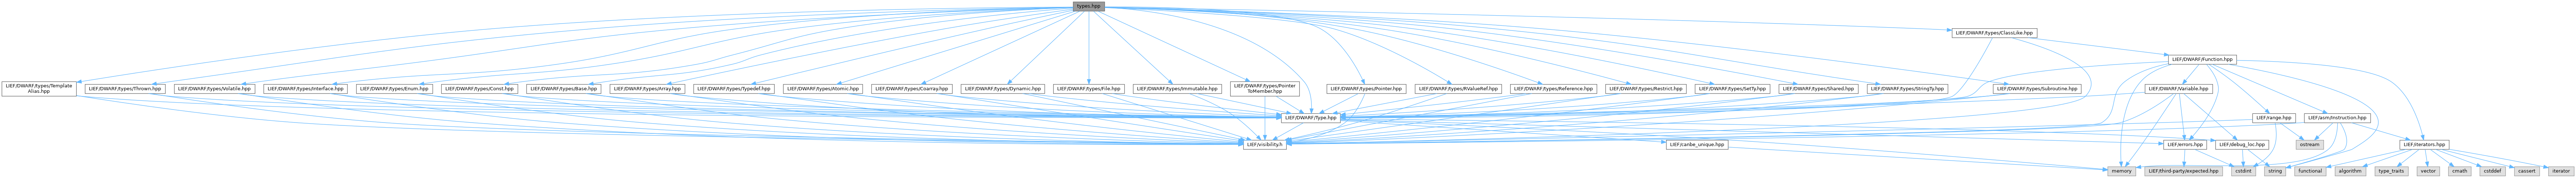 types.hpp
LIEF/DWARF/types/ClassLike.hpp
LIEF/DWARF/Function.hpp
LIEF/DWARF/types/Template
Alias.hpp
LIEF/DWARF/types/Thrown.hpp
LIEF/DWARF/types/Volatile.hpp
LIEF/DWARF/types/Interface.hpp
LIEF/DWARF/types/Enum.hpp
LIEF/DWARF/types/Const.hpp
LIEF/DWARF/types/Base.hpp
LIEF/DWARF/types/Array.hpp
LIEF/DWARF/types/Typedef.hpp
LIEF/DWARF/types/Atomic.hpp
LIEF/DWARF/types/Coarray.hpp
LIEF/DWARF/types/Dynamic.hpp
LIEF/DWARF/types/File.hpp
LIEF/DWARF/types/Immutable.hpp
LIEF/DWARF/types/Pointer
ToMember.hpp
LIEF/DWARF/types/Pointer.hpp
LIEF/DWARF/types/RValueRef.hpp
LIEF/DWARF/types/Reference.hpp
LIEF/DWARF/types/Restrict.hpp
LIEF/DWARF/types/SetTy.hpp
LIEF/DWARF/types/Shared.hpp
LIEF/DWARF/types/StringTy.hpp
LIEF/DWARF/types/Subroutine.hpp
LIEF/DWARF/Variable.hpp
LIEF/DWARF/Type.hpp
LIEF/range.hpp
LIEF/asm/Instruction.hpp
LIEF/visibility.h
LIEF/canbe_unique.hpp
LIEF/errors.hpp
LIEF/debug_loc.hpp
ostream
LIEF/iterators.hpp
memory
LIEF/third-party/expected.hpp
cstdint
string
functional
algorithm
type_traits
vector
cmath
cstddef
cassert
iterator